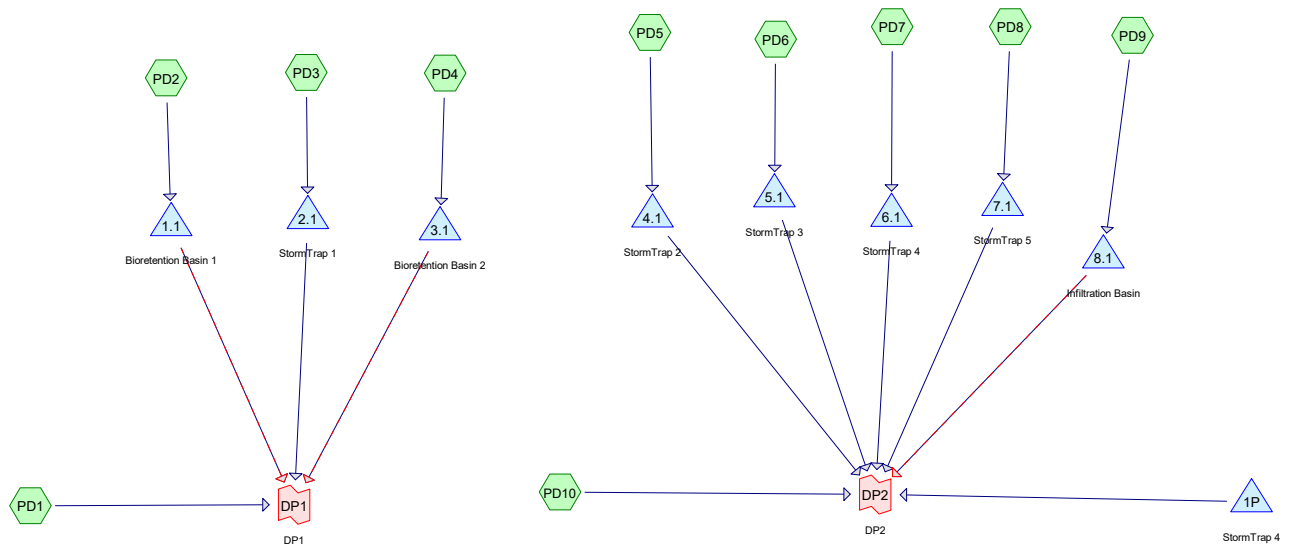 PD2
PD3
PD4
PD5
PD6
PD7
PD8
PD9
1.1
Bioretention Basin 1
2.1
StormTrap 1
3.1
Bioretention Basin 2
4.1
StormTrap 2
5.1
StormTrap 3
6.1
StormTrap 4
7.1
StormTrap 5
8.1
Infiltration Basin
PD1
DP1
DP1
PD10
DP2
DP2
1P
StormTrap 4